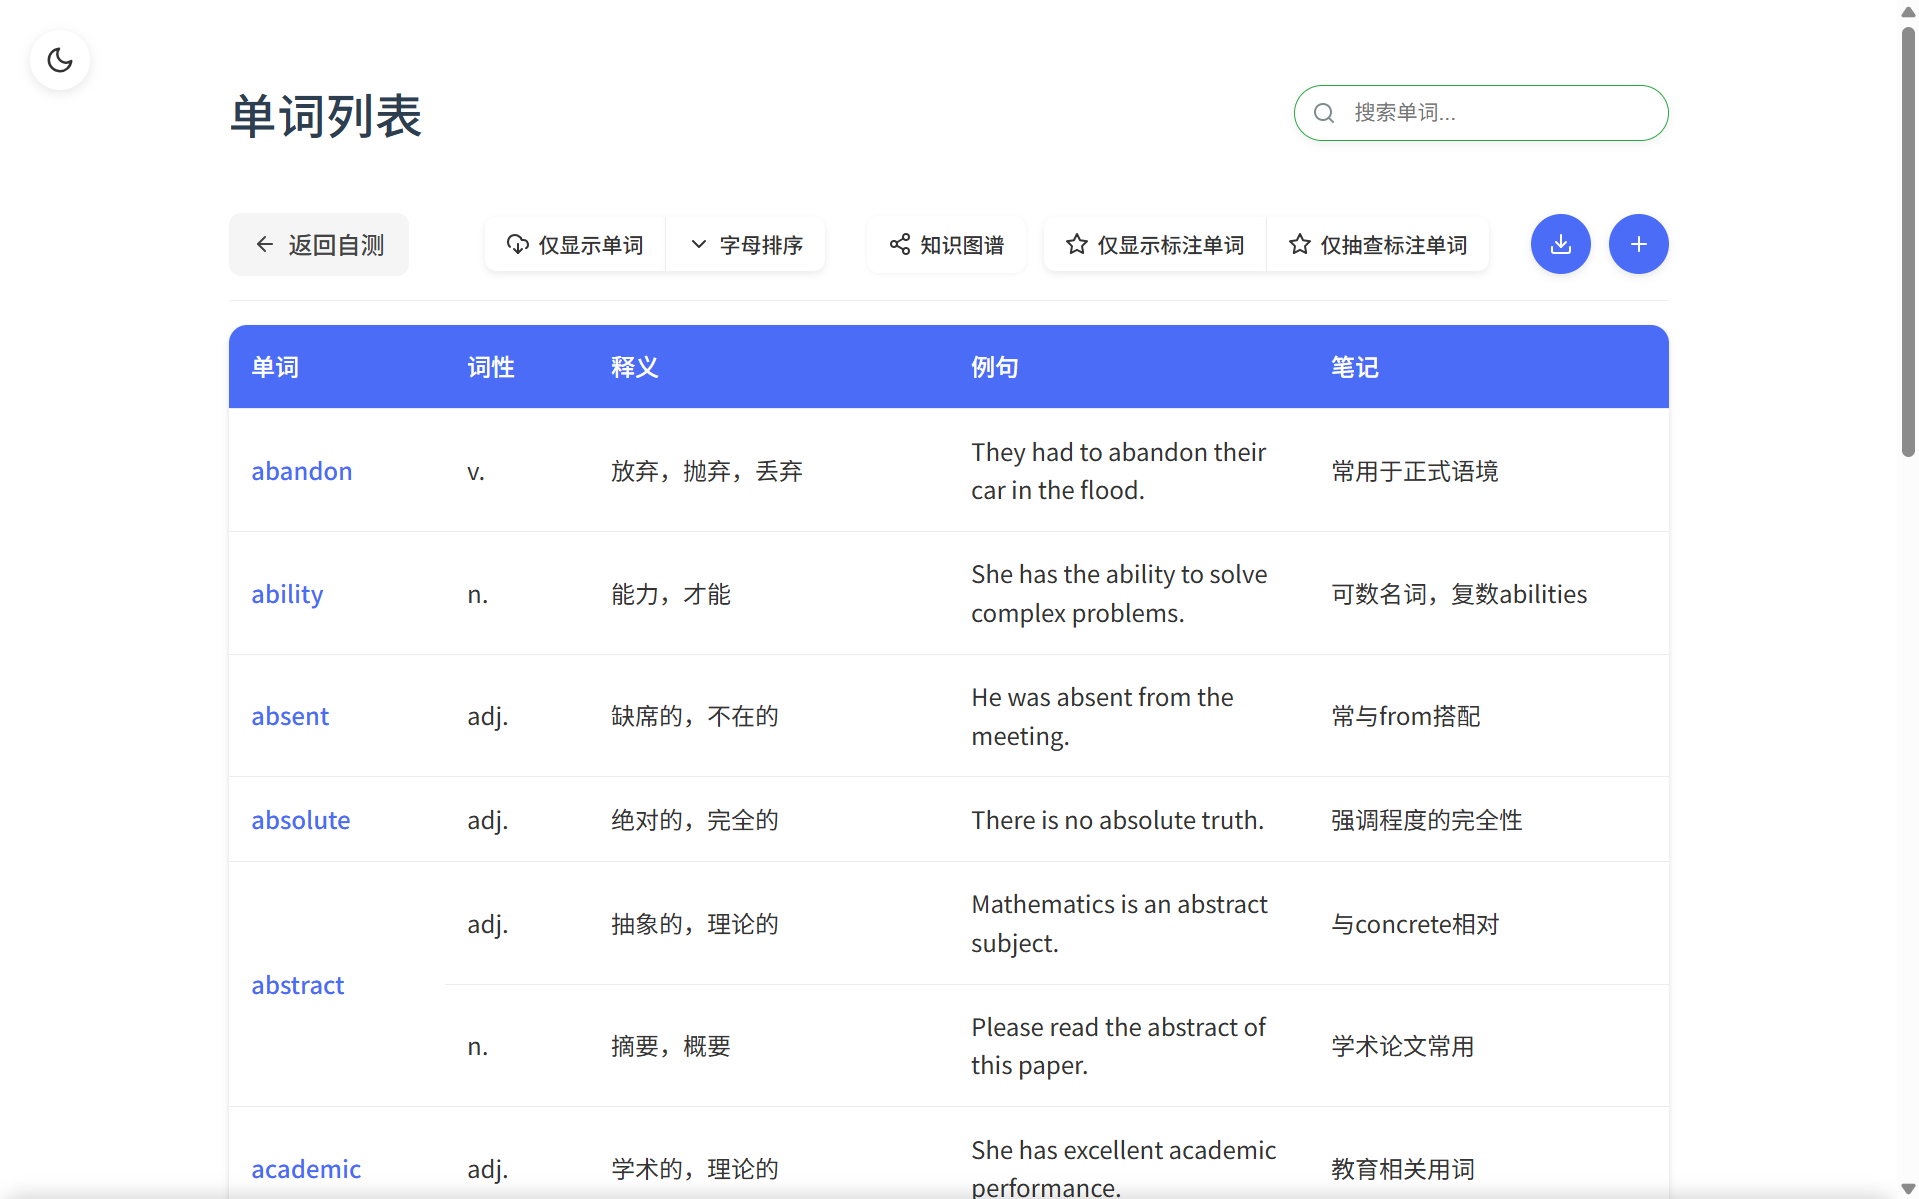 单词列表
搜索单词...
返回自测
仅显示单词
字母排序
知识图谱
仅显示标注单词
仅抽查标注单词
单词 词性 释义 例句 笔记
abandon v. 放弃，抛弃，丢弃 They had to abandon their
car in the flood. 常用于正式语境
ability n. 能力，才能 She has the ability to solve
complex problems. 可数名词，复数abilities
absent adj. 缺席的，不在的 He was absent from the
meeting. 常与from搭配
absolute adj. 绝对的，完全的 There is no absolute truth. 强调程度的完全性
abstract adj. 抽象的，理论的 Mathematics is an abstract
subject. 与concrete相对
n. 摘要，概要 Please read the abstract of
this paper. 学术论文常用
academic adj. 学术的，理论的 She has excellent academic
performance. 教育相关用词